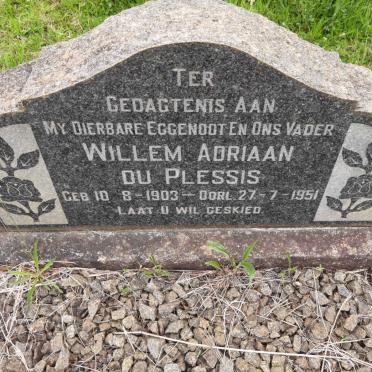 TER
GEDAGTENIS AAN
MY DIERBARE EGGENOOT EN ONS VADER
WILLEM ADRIAAN
DU PLESSIS
GEB 10-8-1903 - OORL 27-7-1951
LAAT U WIL GESKIED.